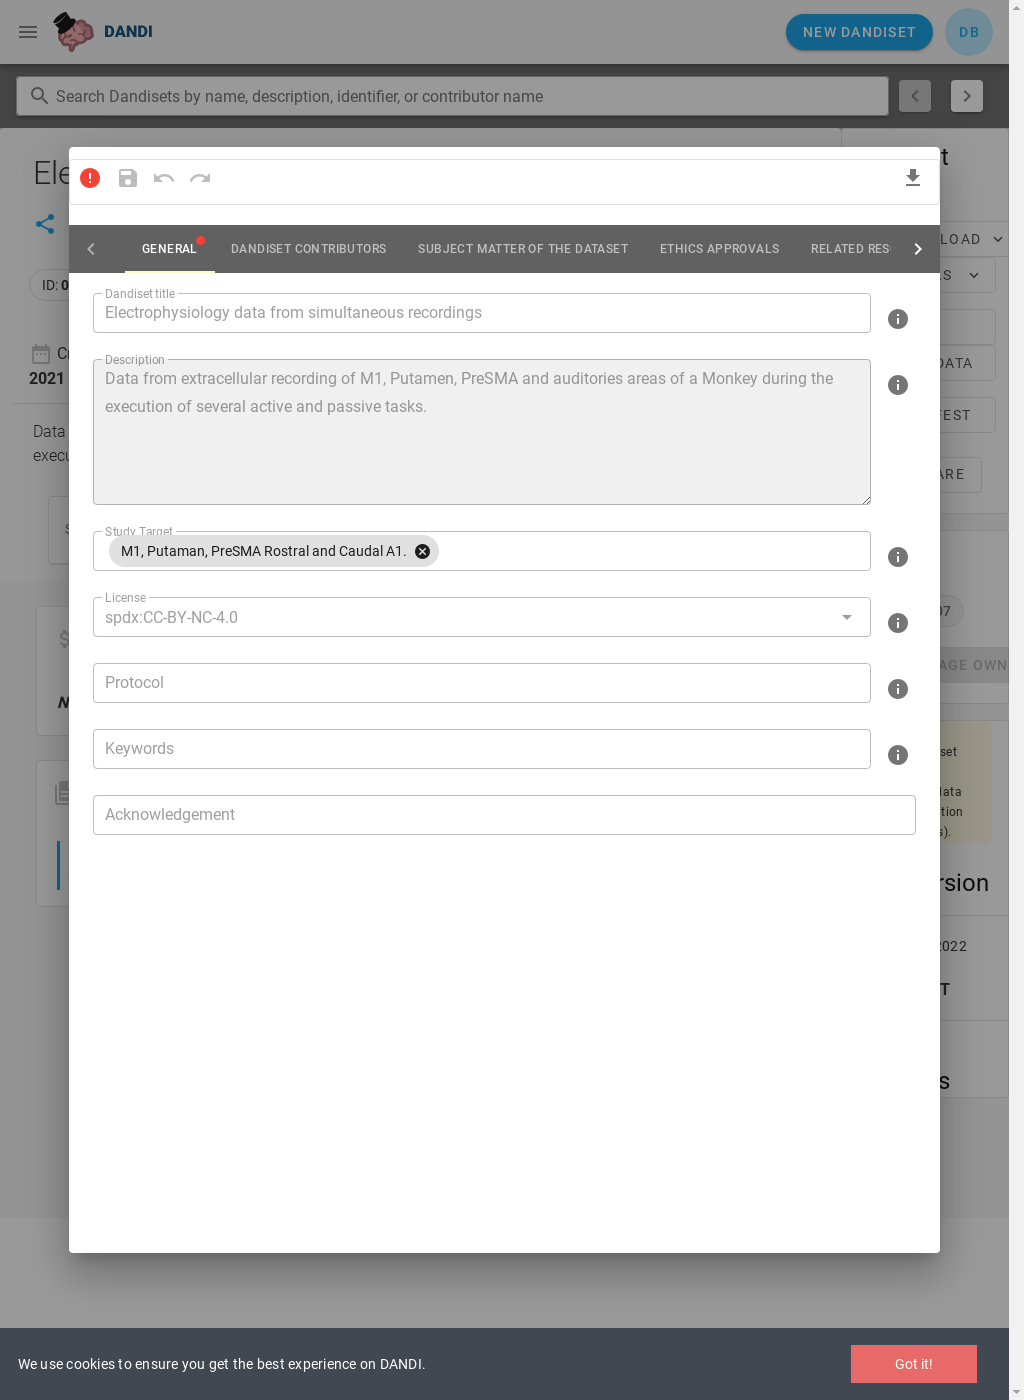 DANDI
NEW DANDISET
DB
Search Dandisets by name, description, identifier, or contributor name
Ele
t
LOAD
S
ID: 0
GENERAL
DANDISET CONTRIBUTORS
SUBJECT MATTER OF THE DATASET
ETHICS APPROVALS
RELATED RES
Dandiset title
Electrophysiology data from simultaneous recordings
2021
DATA
Description
Data from extracellular recording of M1, Putamen, PreSMA and auditories areas of a Monkey during the
execution of several active and passive tasks.
Data
execu
FEST
ARE
Study Target
M1, Putaman, PreSMA Rostral and Caudal A1.
License
spdx:CC-BY-NC-4.0
07
AGE OWN
Protocol
Keywords
set
lata
tion
s).
Acknowledgement
rsion
2022
T
s
We use cookies to ensure you get the best experience on DANDI.
Got it!